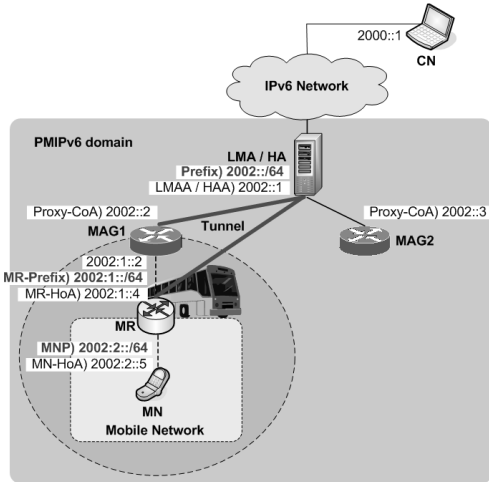 2000::1
CN
IPv6 Network
PMIPv6 domain
LMA / HA
Prefix) 2002::/64
LMAA / HAA) 2002::1
Proxy-CoA) 2002::2
Proxy-CoA) 2002::3
MAG1
Tunnel
MAG2
2002:1::2
MR-Prefix) 2002:1::/64
MR-HoA) 2002:1::4
MR
MNP) 2002:2::/64
MN-HoA) 2002:2::5
MN
Mobile Network